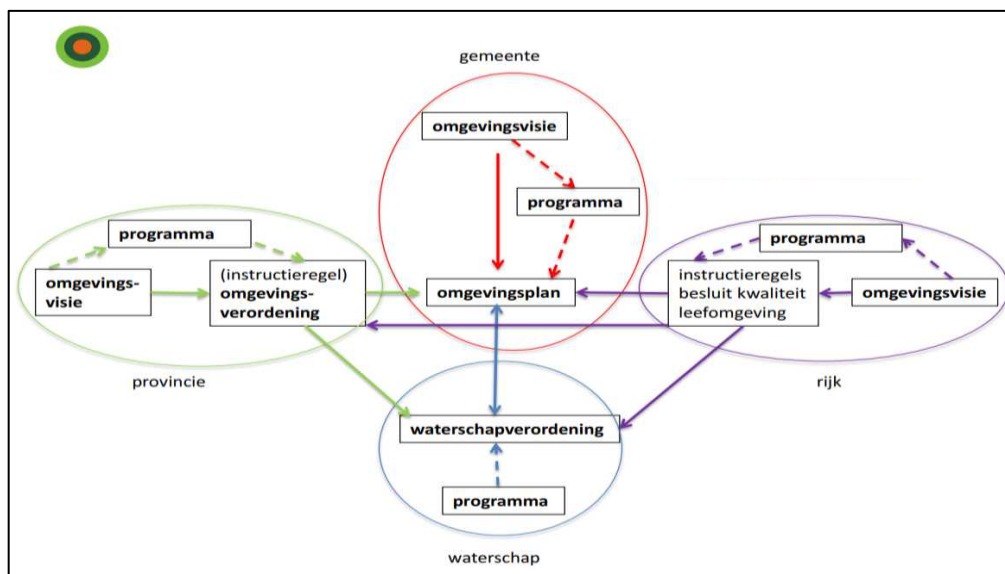 gemeente
omgevingsvisie
programma
omgevingsplan
programma
omgevings-
visie
(instructieregel)
omgevings-
verordening
provincie
programma
instructieregels
besluit kwaliteit
leefomgeving
omgevingsvisie
rijk
waterschapverordening
programma
waterschap